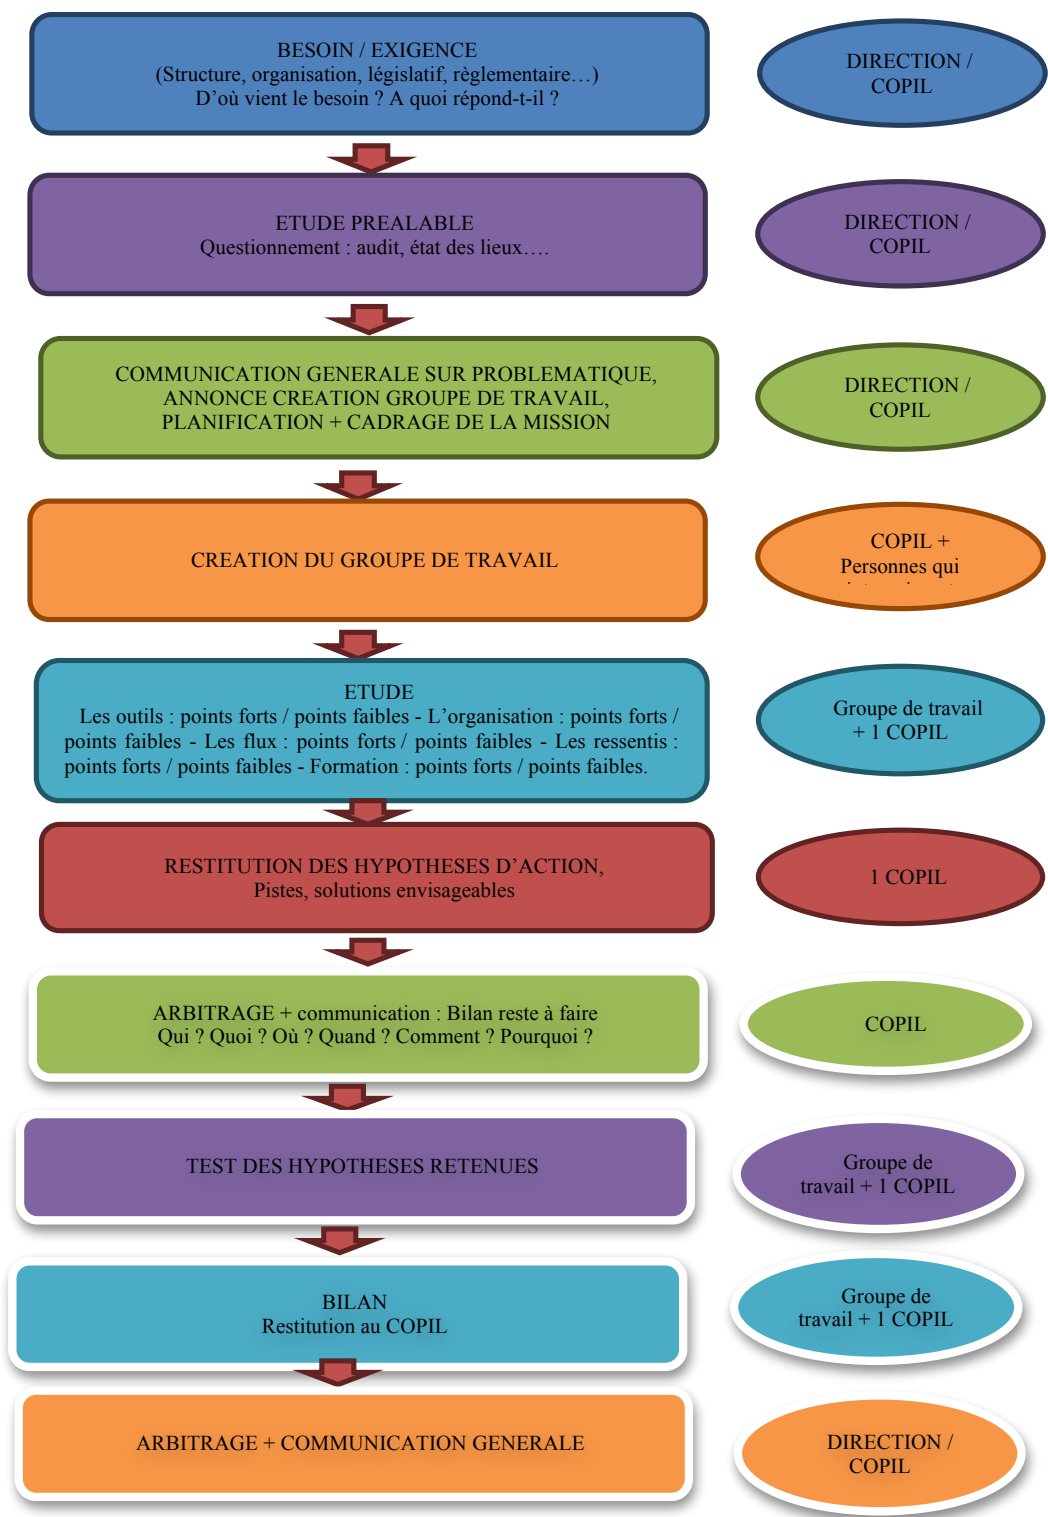 BESOIN / EXIGENCE
(Structure, organisation, législatif, règlementaire…)
D’où vient le besoin ? A quoi répond-t-il ?
DIRECTION /
COPIL
ETUDE PREALABLE
Questionnement : audit, état des lieux….
DIRECTION /
COPIL
COMMUNICATION GENERALE SUR PROBLEMATIQUE,
ANNONCE CREATION GROUPE DE TRAVAIL,
PLANIFICATION + CADRAGE DE LA MISSION
DIRECTION /
COPIL
CREATION DU GROUPE DE TRAVAIL
COPIL +
Personnes qui
ETUDE
Les outils : points forts / points faibles - L’organisation : points forts /
points faibles - Les flux : points forts / points faibles - Les ressentis :
points forts / points faibles - Formation : points forts / points faibles.
Groupe de travail
+ 1 COPIL
RESTITUTION DES HYPOTHESES D’ACTION,
Pistes, solutions envisageables
1 COPIL
ARBITRAGE + communication : Bilan reste à faire
Qui ? Quoi ? Où ? Quand ? Comment ? Pourquoi ?
COPIL
TEST DES HYPOTHESES RETENUES
Groupe de
travail + 1 COPIL
BILAN
Restitution au COPIL
Groupe de
travail + 1 COPIL
ARBITRAGE + COMMUNICATION GENERALE
DIRECTION /
COPIL